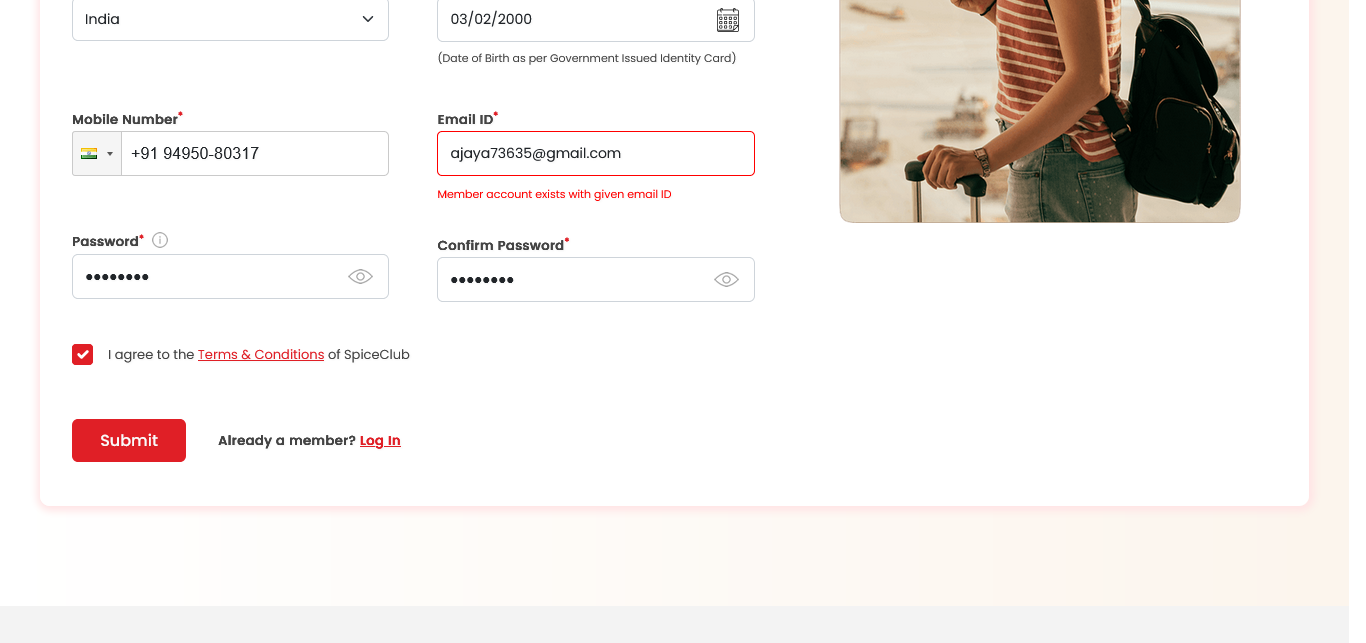 India
03/02/2000
(Date of Birth as per Government Issued Identity Card)
Mobile Number*
Email ID*
+91 94950-80317
ajaya73635@gmail.com
Member account exists with given email ID
Password*
Confirm Password*
••••••••
••••••••
I agree to the Terms & Conditions of SpiceClub
Submit
Already a member? Log In